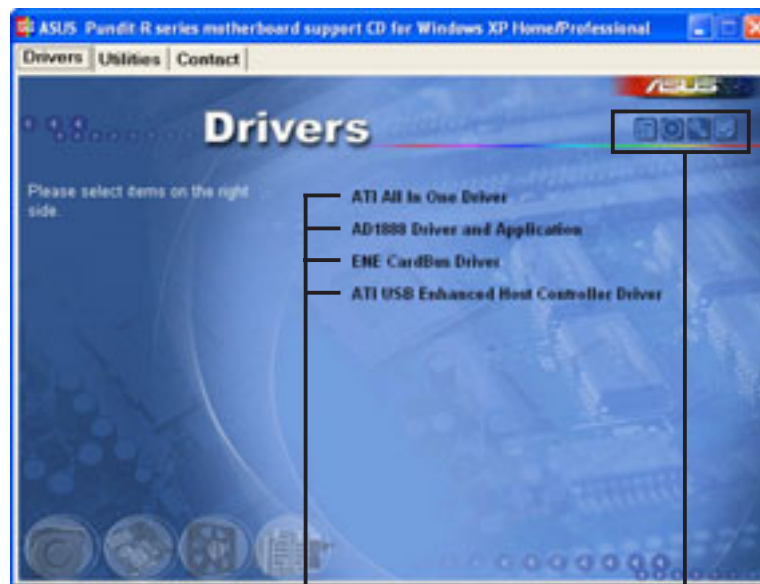 ASUS Pundit R series motherboard support CD for Windows XP Home/Professional
Drivers Utilities Contact
ASUS
Drivers
Please select items on the right
side.
ATI All In One Driver
AD1888 Driver and Application
ENE CardBus Driver
ATI USB Enhanced Host Controller Driver